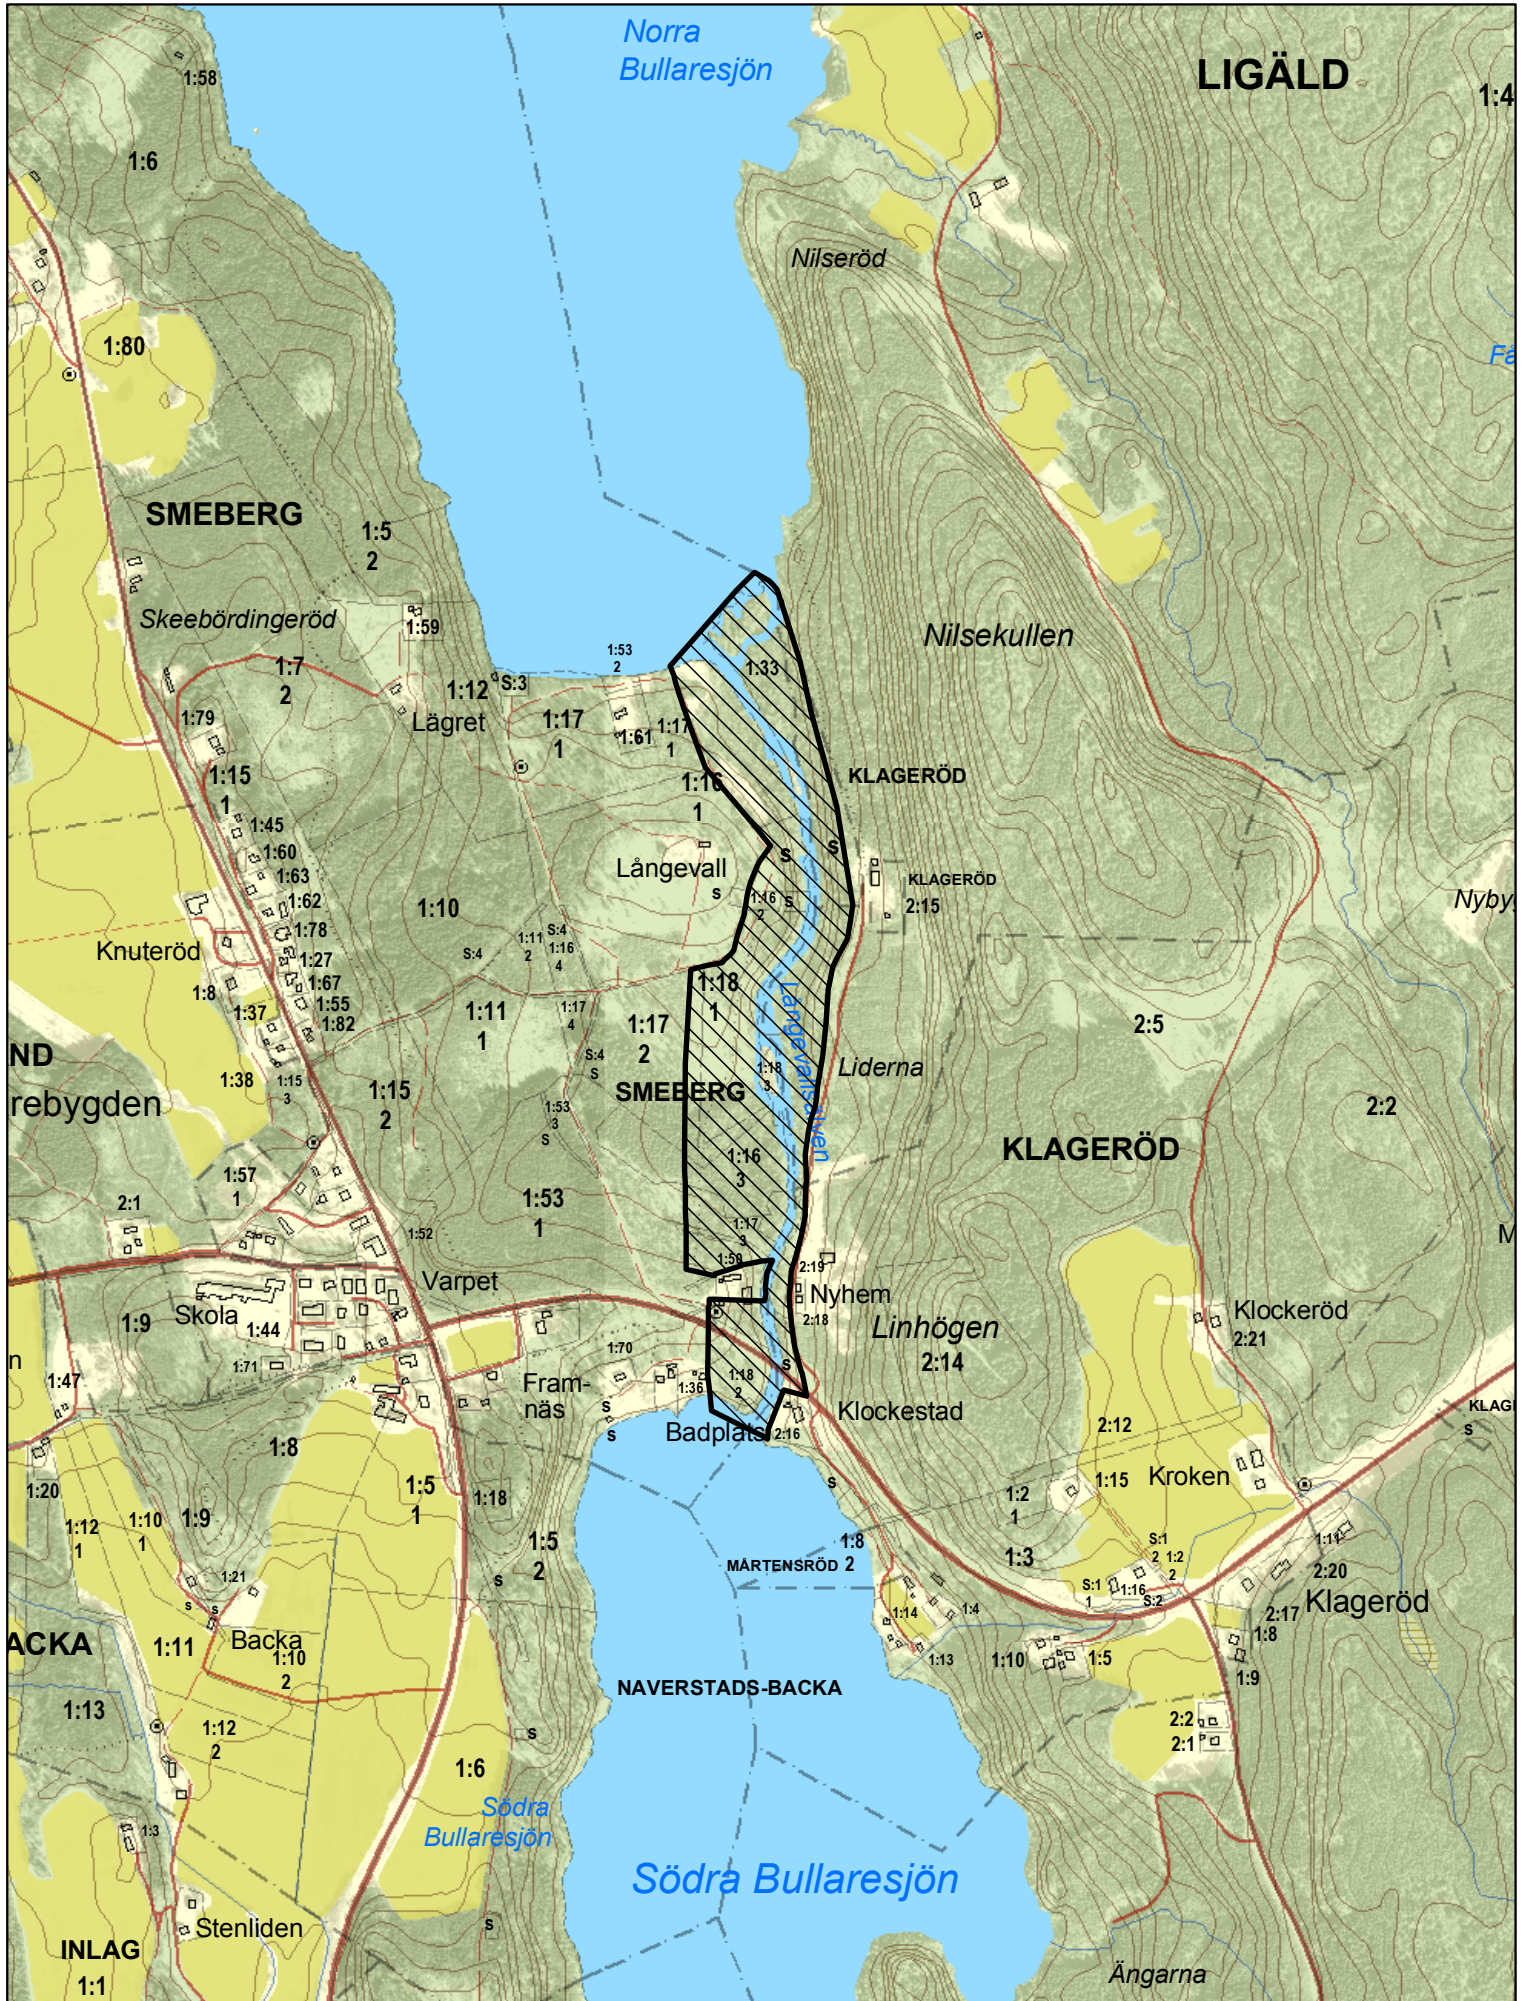 Norra
Bullaresjön
LIGÄLD
1:4
1:58
1:6
Nilseröd
1:80
Få
SMEBERG
1:5
2
Skeebördingeröd
1:59
Nilsekullen
1:53
2
1:33
1:7
2
1:12
S:3
Lägret
1:17
1
1:61
1:17
1
1:79
1:15
1
1:16
1
KLAGERÖD
1:45
1:60
1:63
1:62
Långevall
s
s
s
KLAGERÖD
2:15
1:16
2
s
Nyby
1:10
1:78
Knuteröd
1:27
1:67
1:8
1:55
1:37
1:82
S:4
1:11
2
S:4
1:16
4
1:18
1
Långevallsälven
1:11
1
1:17
4
1:17
2
2:5
ND
rebygden
1:38
1:15
3
1:15
2
S:4
S
SMEBERG
1:18
3
Liderna
2:2
1:53
3
S
KLAGERÖD
1:16
3
1:57
1
2:1
1:53
1
1:52
1:17
3
M
1:50
2:19
Varpet
Nyhem
2:18
Skola
1:9
1:44
Klockeröd
2:21
Linhögen
2:14
n
1:71
1:47
1:70
Fram-
näs
1:36
1:18
2
s
Klockestad
s
s
Badplats
2:16
2:12
KLAG
s
1:8
1:20
1:5
1
1:18
s
1:15
Kroken
1:2
1
1:12
1
1:10
1
1:9
1:5
2
1:8
2
MÅRTENSRÖD
1:3
S:1
2
1:2
2
1:11
2:20
1:21
s
s
s
S:1
1
1:16
S:2
Klageröd
2:17
1:14
1:4
ACKA
1:11
Backa
1:10
2
1:13
1:10
1:5
1:8
1:9
NAVERSTADS-BACKA
1:13
1:12
2
s
2:2
2:1
1:6
Södra
Bullaresjön
1:3
Södra Bullaresjön
s
Stenliden
INLAG
1:1
Ängarna